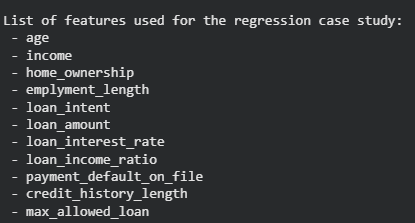 List of features used for the regression case study:
- age
- income
- home_ownership
- emplyment_length
- loan_intent
- loan_amount
- loan_interest_rate
- loan_income_ratio
- payment_default_on_file
- credit_history_length
- max_allowed_loan